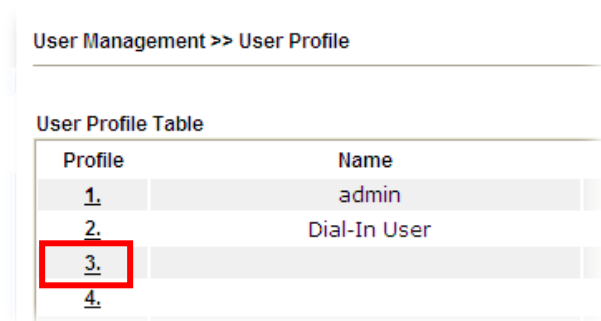 User Management >> User Profile
User Profile Table
Profile Name
1. admin
2. Dial-In User
3.
4.